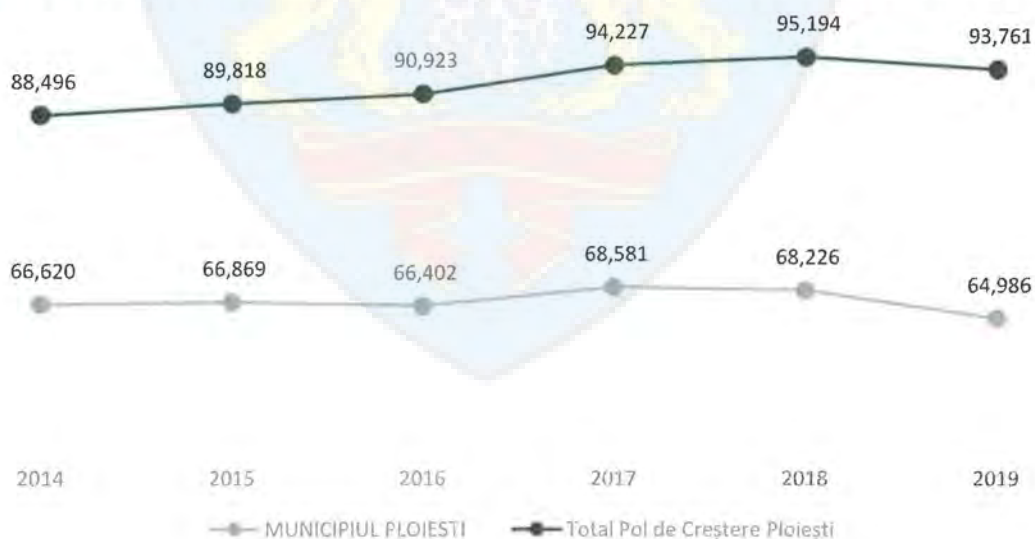 88,496 89,818 90,923 94,227 95,194 93,761
66,620 66,869 66,402 68,581 68,226 64,986
2014 2015 2016 2017 2018 2019
MUNICIPIUL PLOIESTI Total Pol de Creștere Ploiești